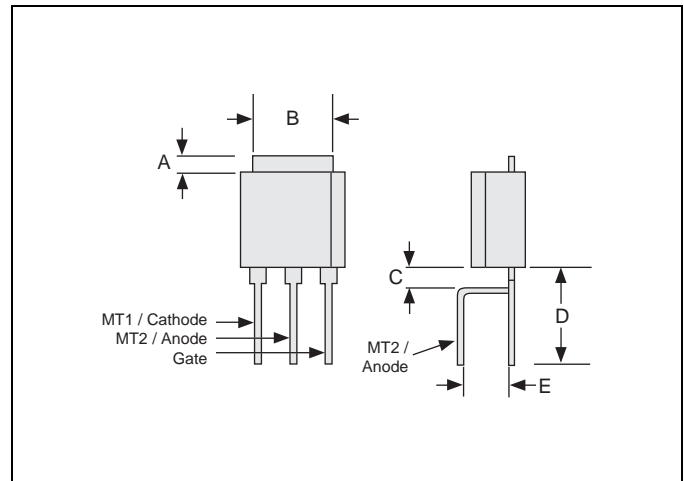 B
A
MT1 / Cathode
MT2 / Anode
Gate
C
D
MT2 /
Anode
E